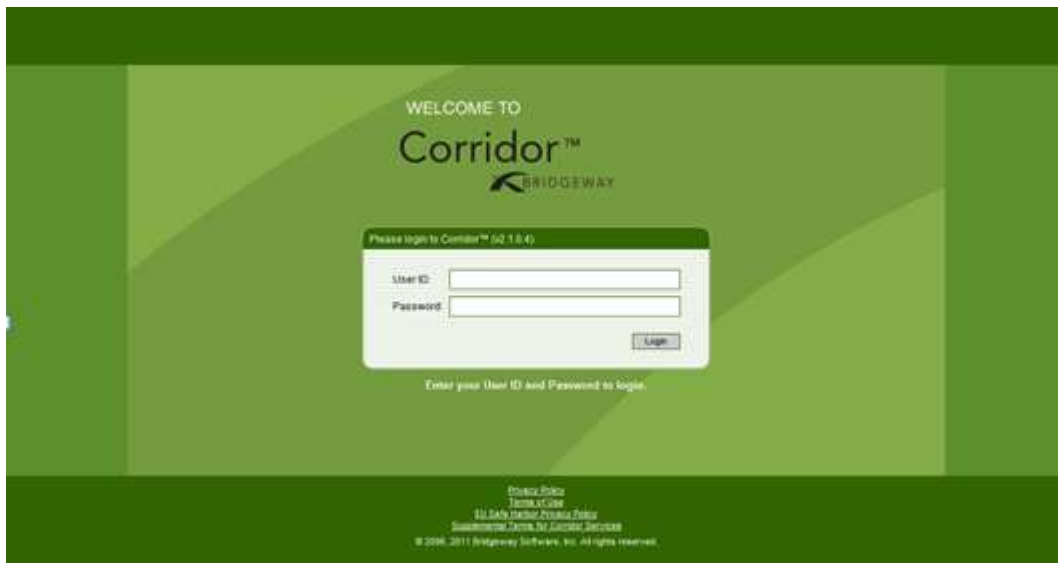 WELCOME TO
Corridor™
BRIDGEWAY
Please login to Corridor™ (v2.1.0.4)
User ID:
Password:
Login
Enter your User ID and Password to login.
Privacy Policy
Terms of Use
EU Safe Harbor Privacy Policy
Supplemental Terms for Corridor Services
© 2006, 2011 Bridgeway Software, Inc. All rights reserved.